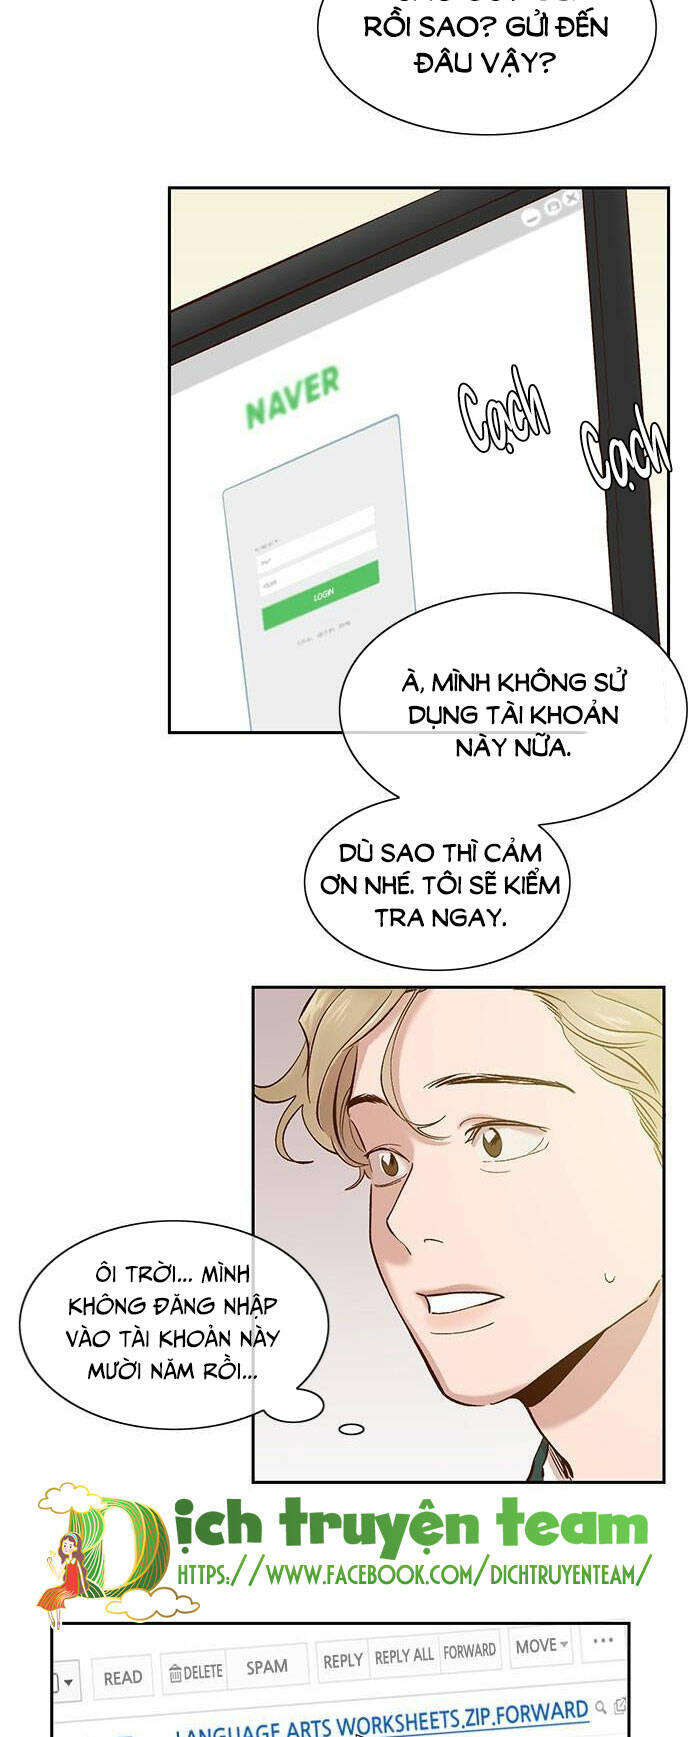 RỒI SAO? GỬI ĐẾN
ĐÂU VẬY?
NAVER
Cạch
Cạch
LOGIN
À, MÌNH KHÔNG SỬ
DỤNG TÀI KHOẢN
NÀY NỮA.
DÙ SAO THÌ CẢM
ƠN NHÉ. TÔI SẼ KIỂM
TRA NGAY.
ÔI TRỜI... MÌNH
KHÔNG ĐĂNG NHẬP
VÀO TÀI KHOẢN NÀY
MƯỜI NĂM RỒI...
Dịch truyện team
HTTPS://WWW.FACEBOOK.COM/DICHTRUYENTEAM/
READ DELETE SPAM REPLY REPLY ALL FORWARD MOVE ...
LANGUAGE ARTS WORKSHEETS.ZIP.FORWARD